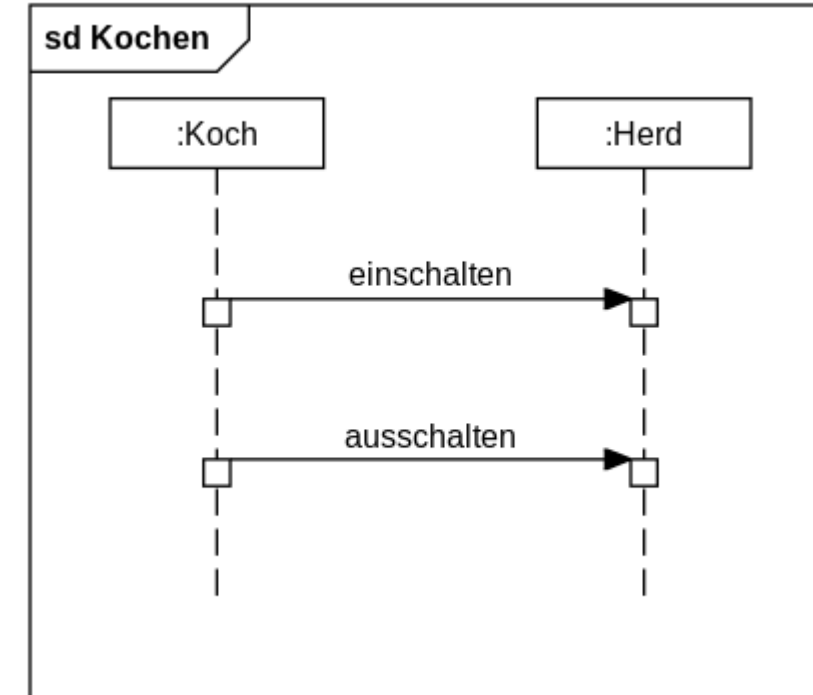 sd Kochen
:Koch
:Herd
einschalten
ausschalten